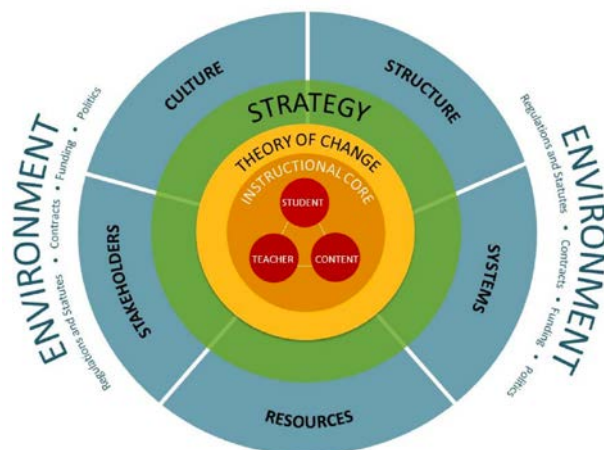 CULTURE
STRUCTURE
STRATEGY
THEORY OF CHANGE
INSTRUCTIONAL CORE
STUDENT
TEACHER
CONTENT
STAKEHOLDERS
SYSTEMS
RESOURCES
ENVIRONMENT
Regulations and Statutes • Contracts • Funding • Politics
ENVIRONMENT
Regulations and Statutes • Contracts • Funding • Politics